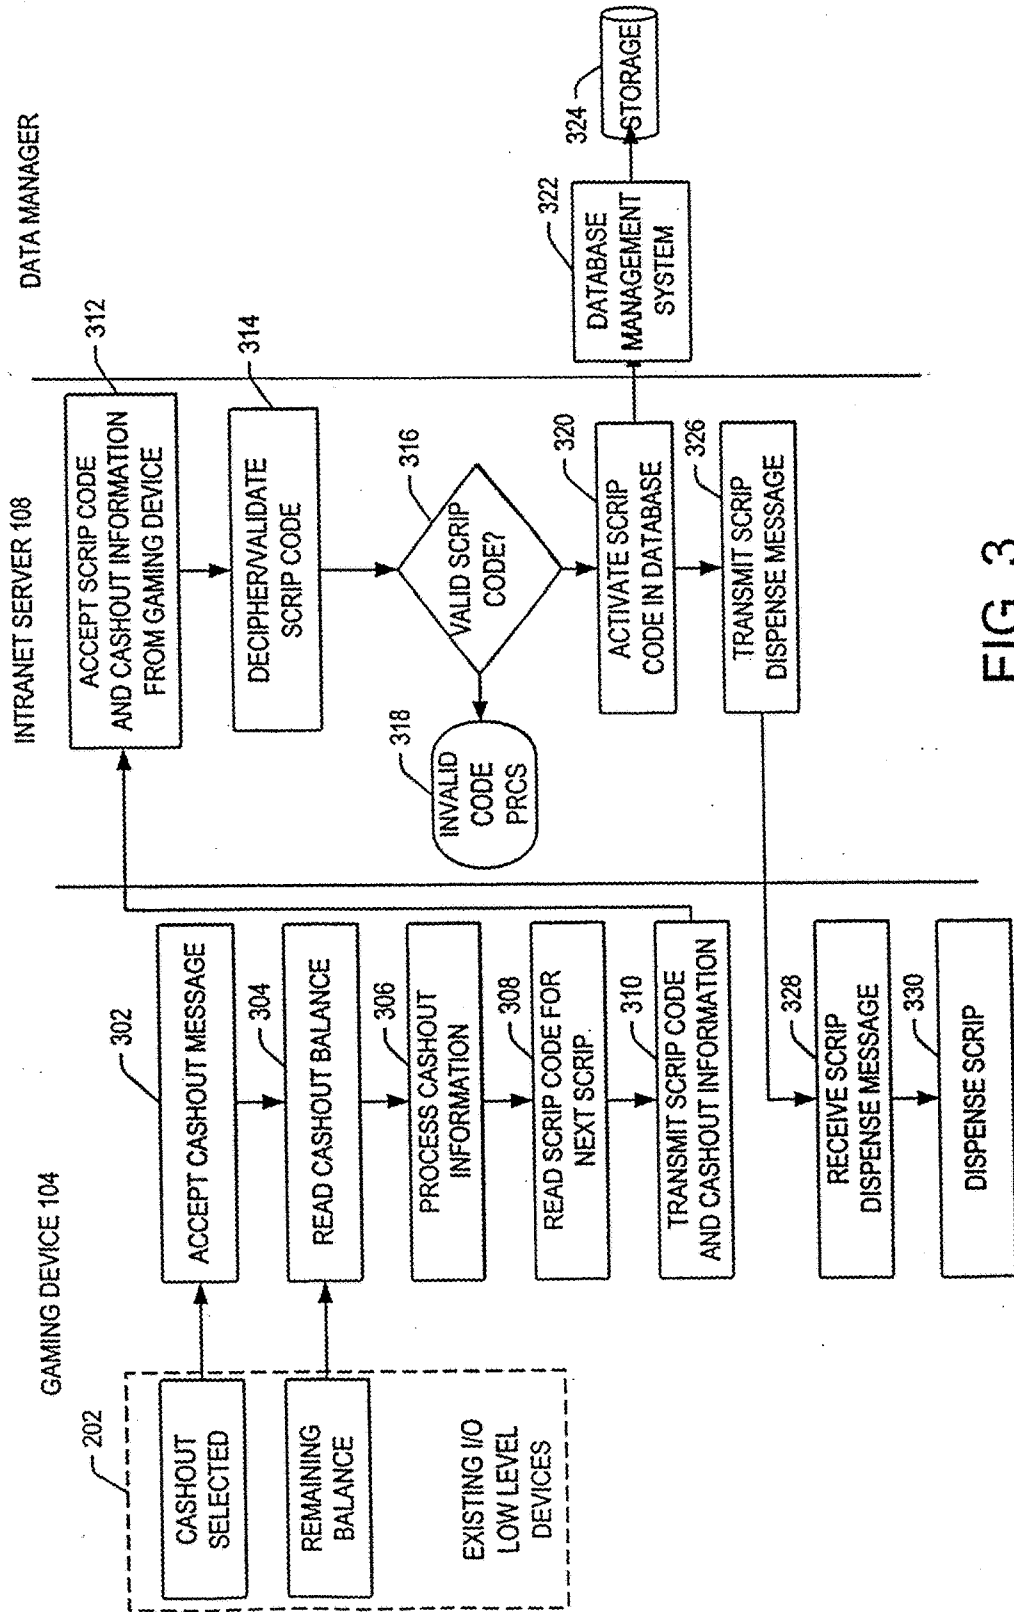 GAMING DEVICE 104
INTRANET SERVER 108
DATA MANAGER
202
CASHOUT
SELECTED
REMAINING
BALANCE
EXISTING I/O
LOW LEVEL
DEVICES
302
ACCEPT CASHOUT MESSAGE
304
READ CASHOUT BALANCE
306
PROCESS CASHOUT
INFORMATION
308
READ SCRIP CODE FOR
NEXT SCRIP
310
TRANSMIT SCRIP CODE
AND CASHOUT INFORMATION
328
RECEIVE SCRIP
DISPENSE MESSAGE
330
DISPENSE SCRIP
312
ACCEPT SCRIP CODE
AND CASHOUT INFORMATION
FROM GAMING DEVICE
314
DECIPHER/VALIDATE
SCRIP CODE
316
VALID SCRIP
CODE?
318
INVALID
CODE
PRCS
320
ACTIVATE SCRIP
CODE IN DATABASE
326
TRANSMIT SCRIP
DISPENSE MESSAGE
322
DATABASE
MANAGEMENT
SYSTEM
324
STORAGE
FIG. 3